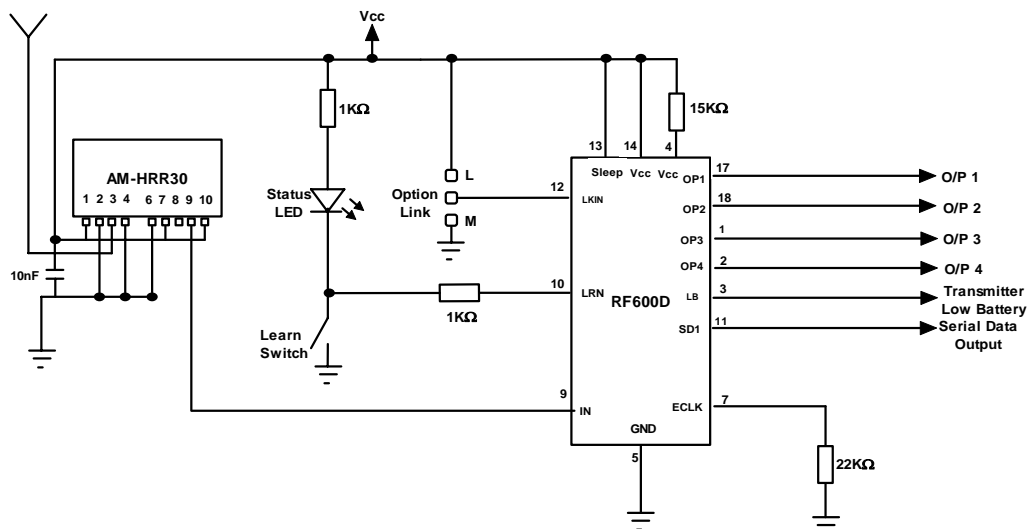 Vcc
1KΩ
15KΩ
13
14
4
Sleep
Vcc
Vcc
AM-HRR30
1
2
3
4
6
7
8
9
10
10nF
Status
LED
Option
Link
L
M
12
LKIN
OP1
17
O/P 1
OP2
18
O/P 2
OP3
1
O/P 3
OP4
2
O/P 4
10
LRN
RF600D
LB
3
Transmitter
Low Battery
SD1
11
Serial Data
Output
1KΩ
Learn
Switch
9
IN
ECLK
7
GND
5
22KΩ